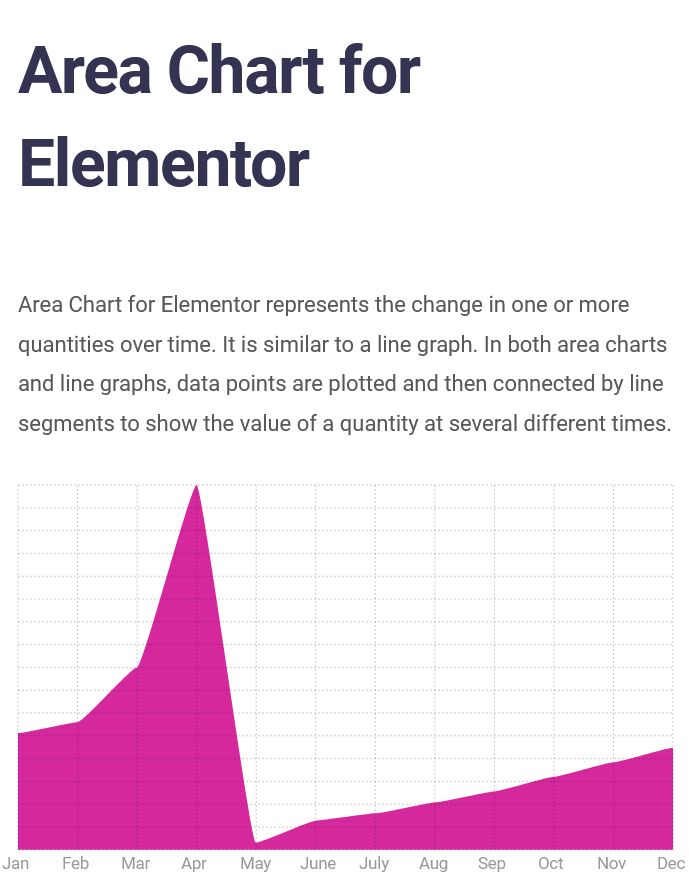 Area Chart for
Elementor
Area Chart for Elementor represents the change in one or more
quantities over time. It is similar to a line graph. In both area charts
and line graphs, data points are plotted and then connected by line
segments to show the value of a quantity at several different times.
Jan Feb Mar Apr May June July Aug Sep Oct Nov Dec